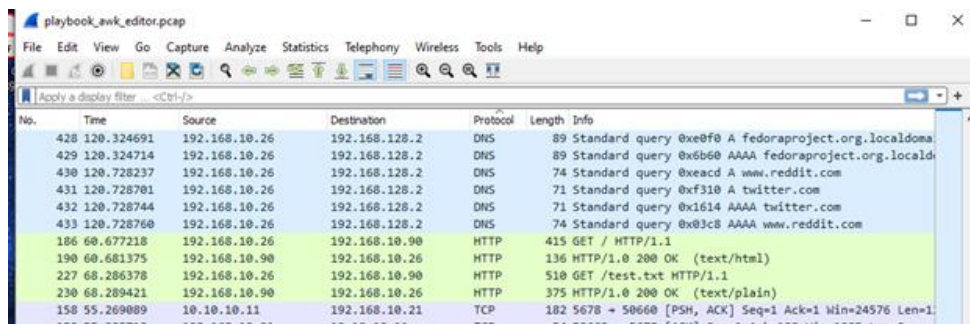 playbook_awk_editor.pcap
File Edit View Go Capture Analyze Statistics Telephony Wireless Tools Help
Apply a display filter ... <Ctrl-/>
No. Time Source Destination Protocol Length Info
428 120.324691 192.168.10.26 192.168.128.2 DNS 89 Standard query 0xe0f0 A fedoraproject.org.localdoma
429 120.324714 192.168.10.26 192.168.128.2 DNS 89 Standard query 0x6b60 AAAA fedoraproject.org.locald
430 120.728237 192.168.10.26 192.168.128.2 DNS 74 Standard query 0xeacd A www.reddit.com
431 120.728701 192.168.10.26 192.168.128.2 DNS 71 Standard query 0xf310 A twitter.com
432 120.728744 192.168.10.26 192.168.128.2 DNS 71 Standard query 0x1614 AAAA twitter.com
433 120.728760 192.168.10.26 192.168.128.2 DNS 74 Standard query 0x03c8 AAAA www.reddit.com
186 60.677218 192.168.10.26 192.168.10.90 HTTP 415 GET / HTTP/1.1
190 60.681375 192.168.10.90 192.168.10.26 HTTP 136 HTTP/1.0 200 OK (text/html)
227 68.286378 192.168.10.26 192.168.10.90 HTTP 510 GET /test.txt HTTP/1.1
230 68.289421 192.168.10.90 192.168.10.26 HTTP 375 HTTP/1.0 200 OK (text/plain)
158 55.269089 10.10.10.11 192.168.10.21 TCP 182 5678 → 50660 [PSH, ACK] Seq=1 Ack=1 Win=24576 Len=1